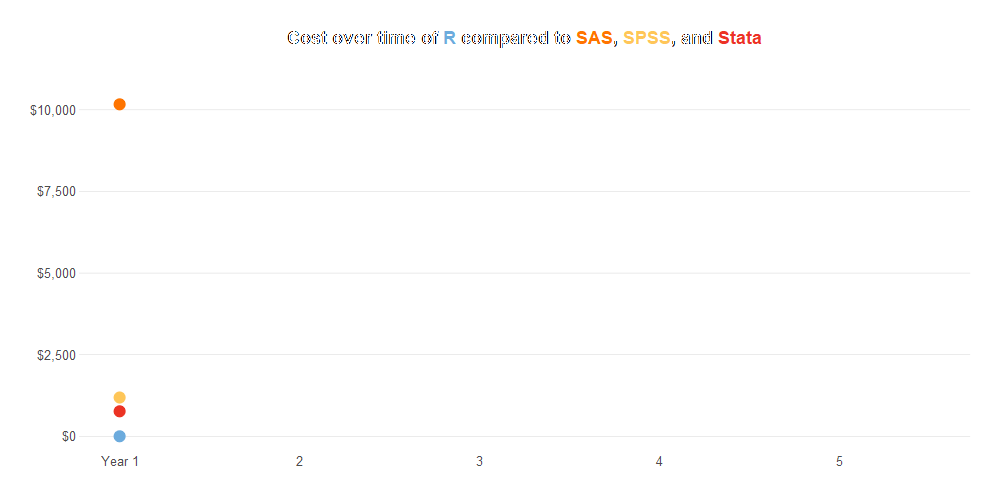 Cost over time of R compared to SAS, SPSS, and Stata
$10,000
$7,500
$5,000
$2,500
$0
Year 1 2 3 4 5